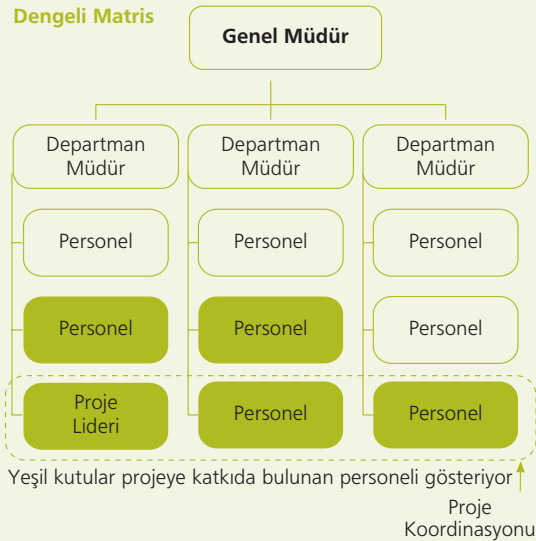 Dengeli Matris
Genel Müdür
Departman
Müdür
Departman
Müdür
Departman
Müdür
Personel
Personel
Personel
Personel
Personel
Personel
Proje
Lideri
Personel
Personel
Yeşil kutular projeye katkıda bulunan personeli gösteriyor
Proje
Koordinasyonu